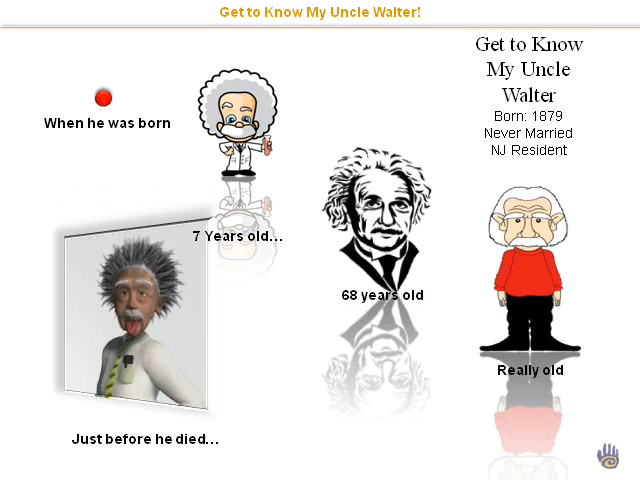 Get to Know My Uncle Walter!
Get to Know
My Uncle
Walter
Born: 1879
Never Married
NJ Resident
When he was born
7 Years old…
68 years old
Really old
Just before he died…